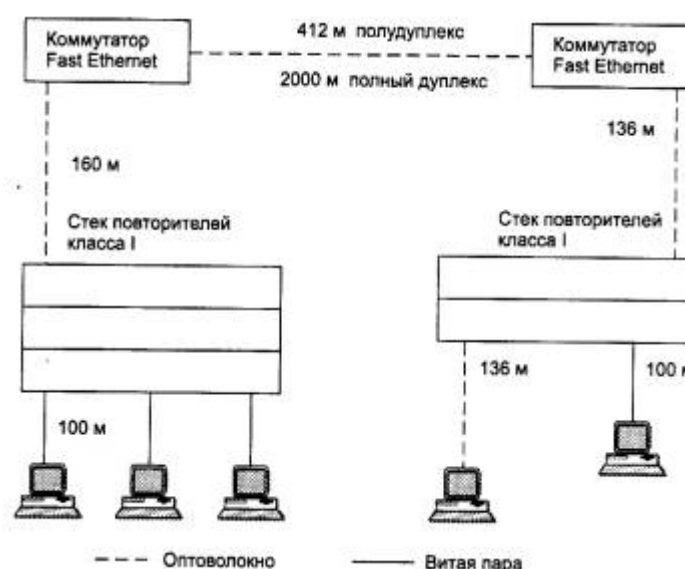 Коммутатор
Fast Ethernet
412 м полудуплекс
2000 м полный дуплекс
Коммутатор
Fast Ethernet
160 м
136 м
Стек повторителей
класса I
Стек повторителей
класса I
100 м
136 м
100 м
Оптоволокно
Витая пара